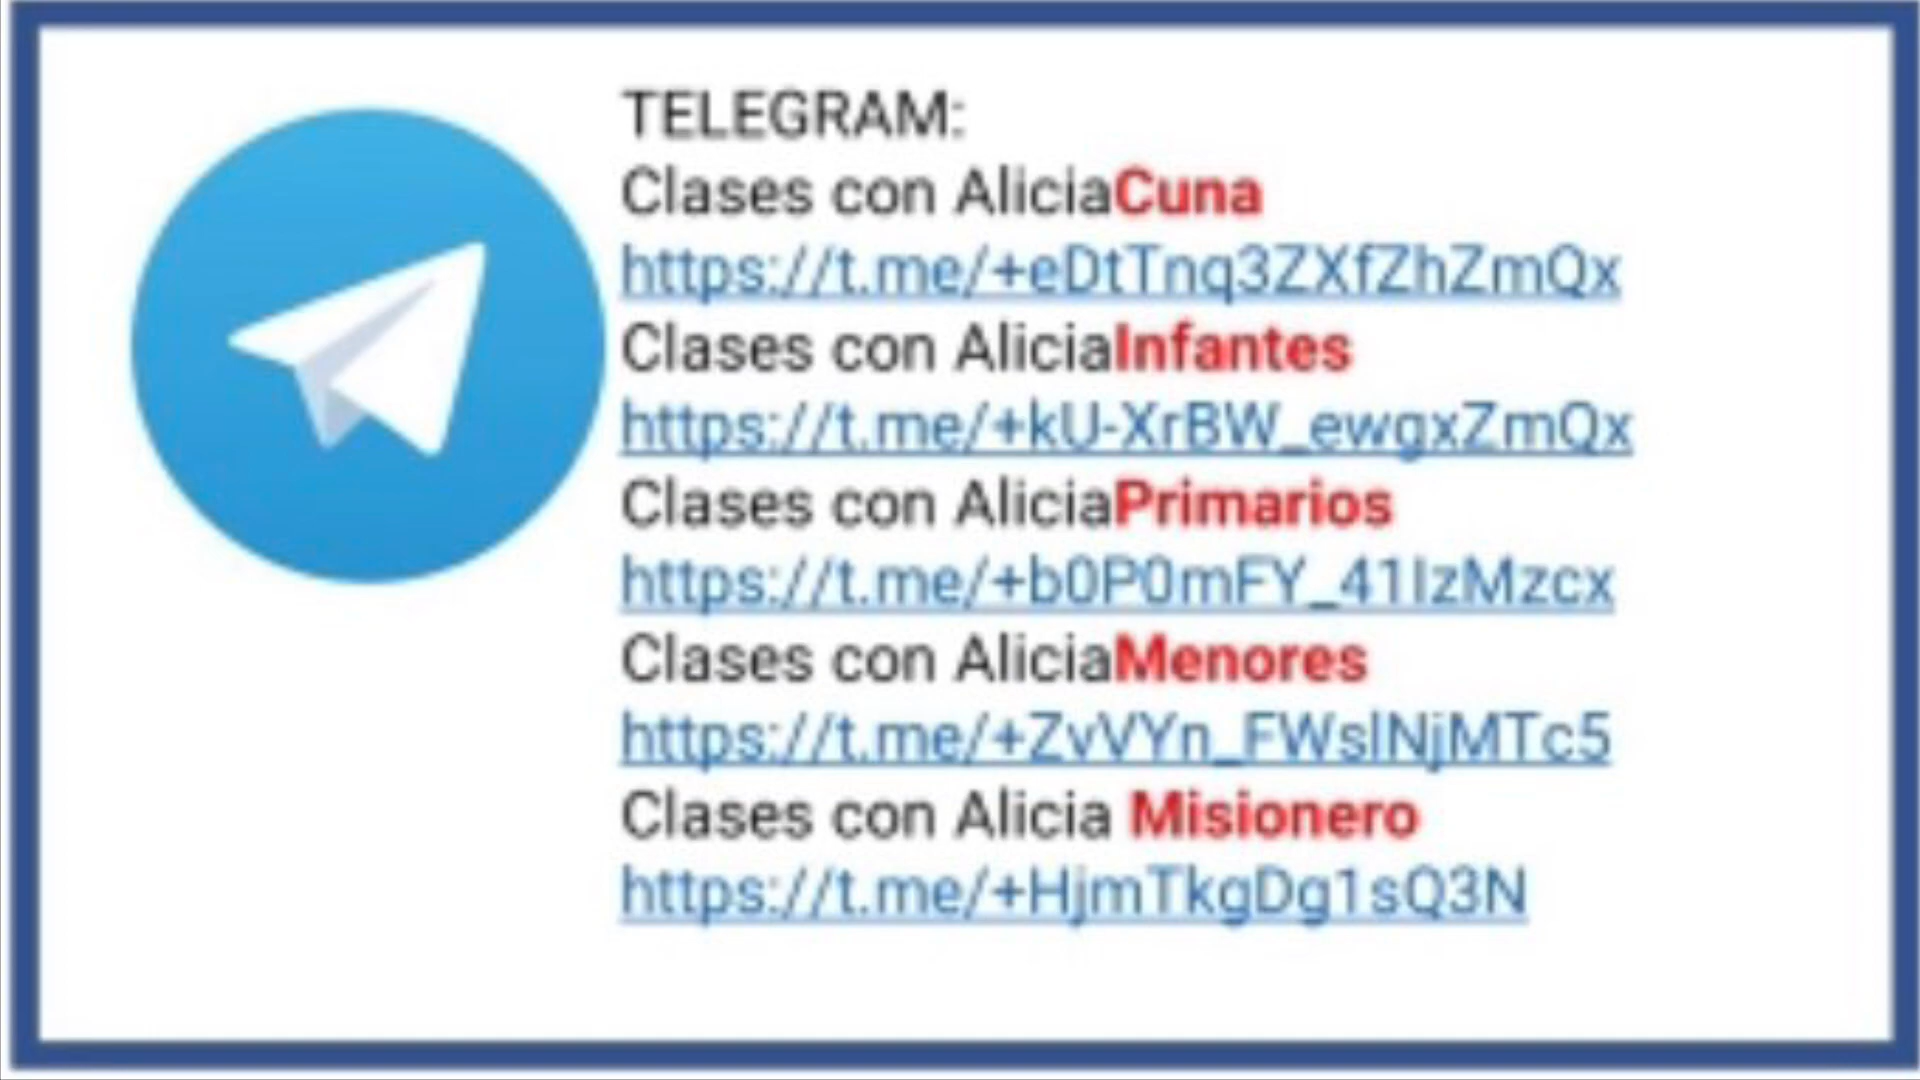 TELEGRAM:
Clases con AliciaCuna
https://t.me/+eDtTnq3ZXfZhZmQx
Clases con AliciaInfantes
https://t.me/+kU-XrBW_ewgxZmQx
Clases con AliciaPrimarios
https://t.me/+b0P0mFY_41IzMzcx
Clases con AliciaMenores
https://t.me/+ZvVYn_FWslNjMTc5
Clases con Alicia Misionero
https://t.me/+HjmTkgDg1sQ3N